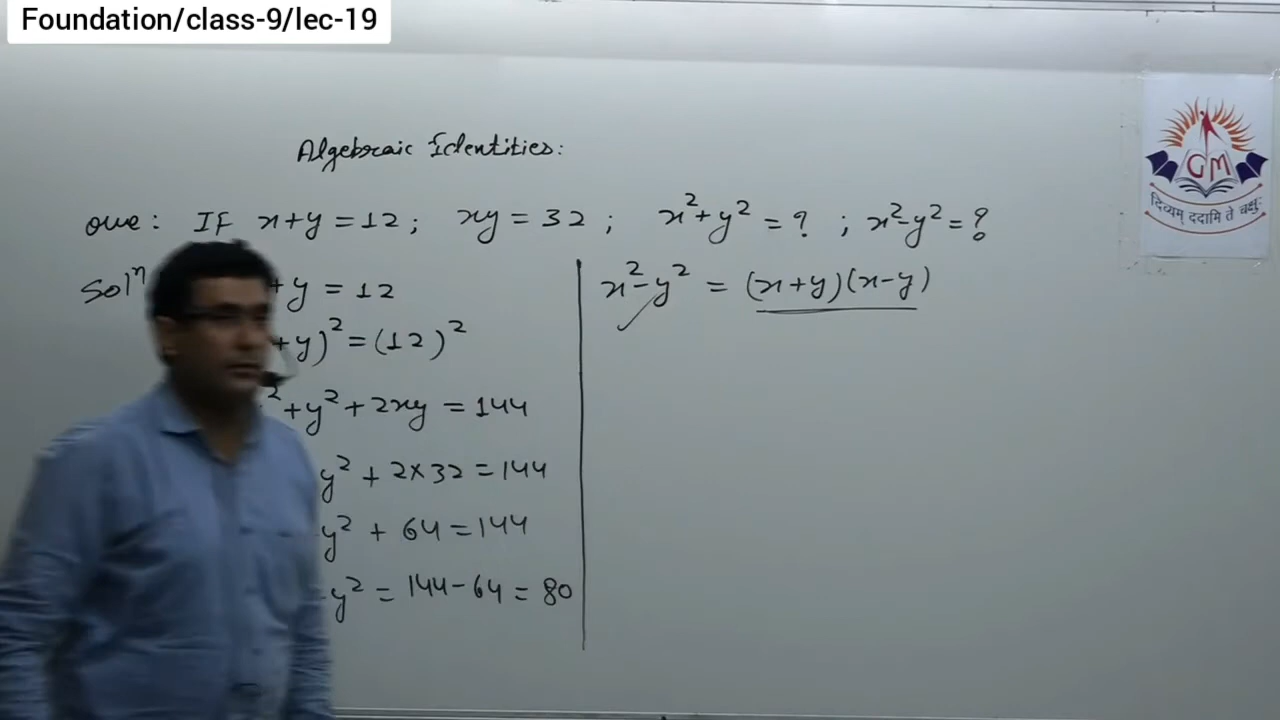 Foundation/class-9/lec-19
Algebraic Identities:
que: If x+y=12; xy=32; x²+y²=?; x²-y²=?
Solⁿ +y=12
+y)²=(12)²
²+y²+2xy=144
y²+2×32=144
y²+64=144
y²=144-64=80
x²-y²=(x+y)(x-y)
GM
दिव्यम् ददामि ते चक्षुः